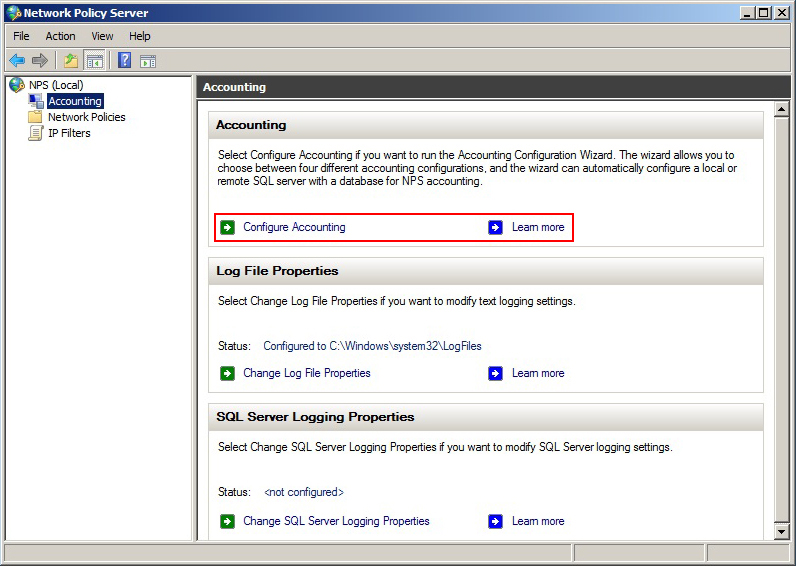 Network Policy Server
File Action View Help
NPS (Local)
Accounting
Network Policies
IP Filters
Accounting
Accounting
Select Configure Accounting if you want to run the Accounting Configuration Wizard. The wizard allows you to
choose between four different accounting configurations, and the wizard can automatically configure a local or
remote SQL server with a database for NPS accounting.
Configure Accounting Learn more
Log File Properties
Select Change Log File Properties if you want to modify text logging settings.
Status: Configured to C:\Windows\system32\LogFiles
Change Log File Properties Learn more
SQL Server Logging Properties
Select Change SQL Server Logging Properties if you want to modify SQL Server logging settings.
Status: <not configured>
Change SQL Server Logging Properties Learn more